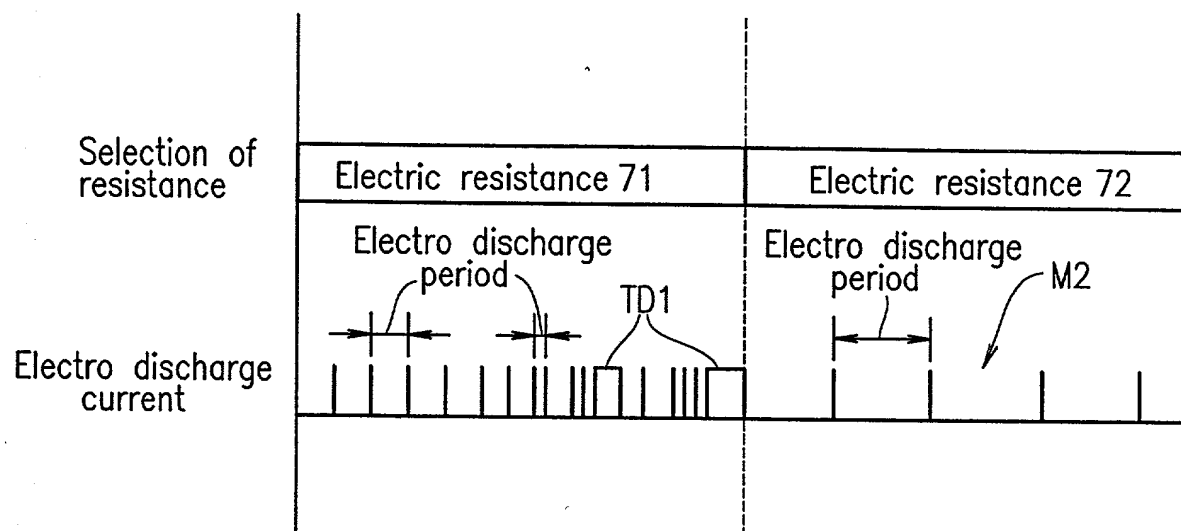 Selection of
resistance
Electric resistance 71
Electric resistance 72
Electro discharge
period
TD1
Electro discharge
period
M2
Electro discharge
current